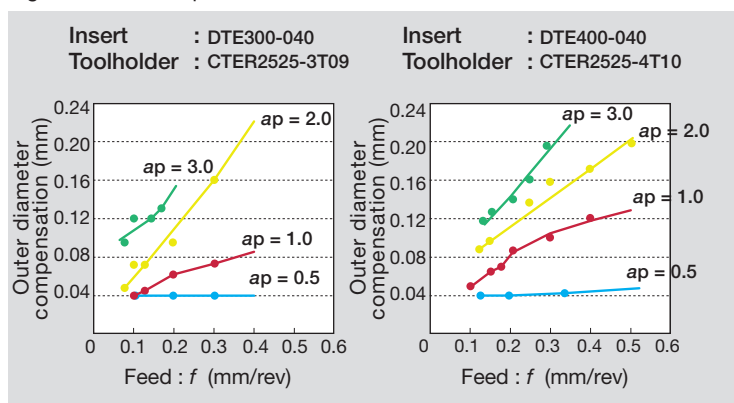 Insert : DTE300-040
Toolholder : CTER2525-3T09
Outer diameter
compensation (mm)
0.24
0.20
0.16
0.12
0.08
0.04
0
0.1
0.2
0.3
0.4
0.5
0.6
ap = 2.0
ap = 3.0
ap = 1.0
ap = 0.5
Feed : f (mm/rev)
Insert : DTE400-040
Toolholder : CTER2525-4T10
Outer diameter
compensation (mm)
0.24
0.20
0.16
0.12
0.08
0.04
0
0.1
0.2
0.3
0.4
0.5
0.6
ap = 3.0
ap = 2.0
ap = 1.0
ap = 0.5
Feed : f (mm/rev)